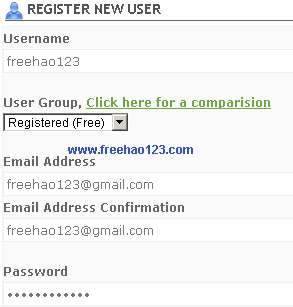 REGISTER NEW USER
Username
freehao123
User Group, Click here for a comparision
Registered (Free)
www.freehao123.com
Email Address
freehao123@gmail.com
Email Address Confirmation
freehao123@gmail.com
Password
••••••••••••